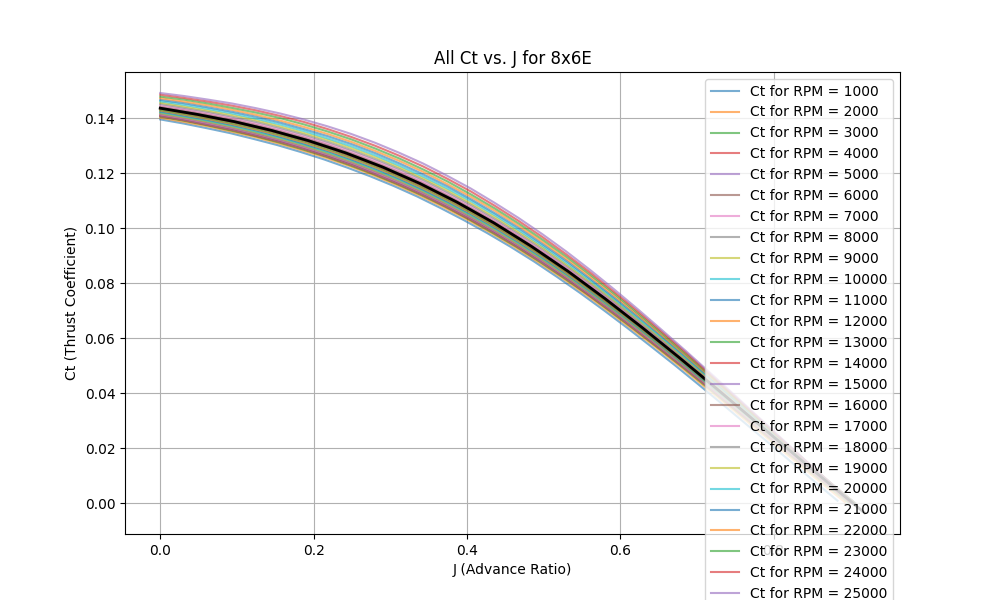 All Ct vs. J for 8x6E
Ct (Thrust Coefficient)
0.14
0.12
0.10
0.08
0.06
0.04
0.02
0.00
0.0
0.2
0.4
0.6
0.8
J (Advance Ratio)
Ct for RPM = 1000
Ct for RPM = 2000
Ct for RPM = 3000
Ct for RPM = 4000
Ct for RPM = 5000
Ct for RPM = 6000
Ct for RPM = 7000
Ct for RPM = 8000
Ct for RPM = 9000
Ct for RPM = 10000
Ct for RPM = 11000
Ct for RPM = 12000
Ct for RPM = 13000
Ct for RPM = 14000
Ct for RPM = 15000
Ct for RPM = 16000
Ct for RPM = 17000
Ct for RPM = 18000
Ct for RPM = 19000
Ct for RPM = 20000
Ct for RPM = 21000
Ct for RPM = 22000
Ct for RPM = 23000
Ct for RPM = 24000
Ct for RPM = 25000